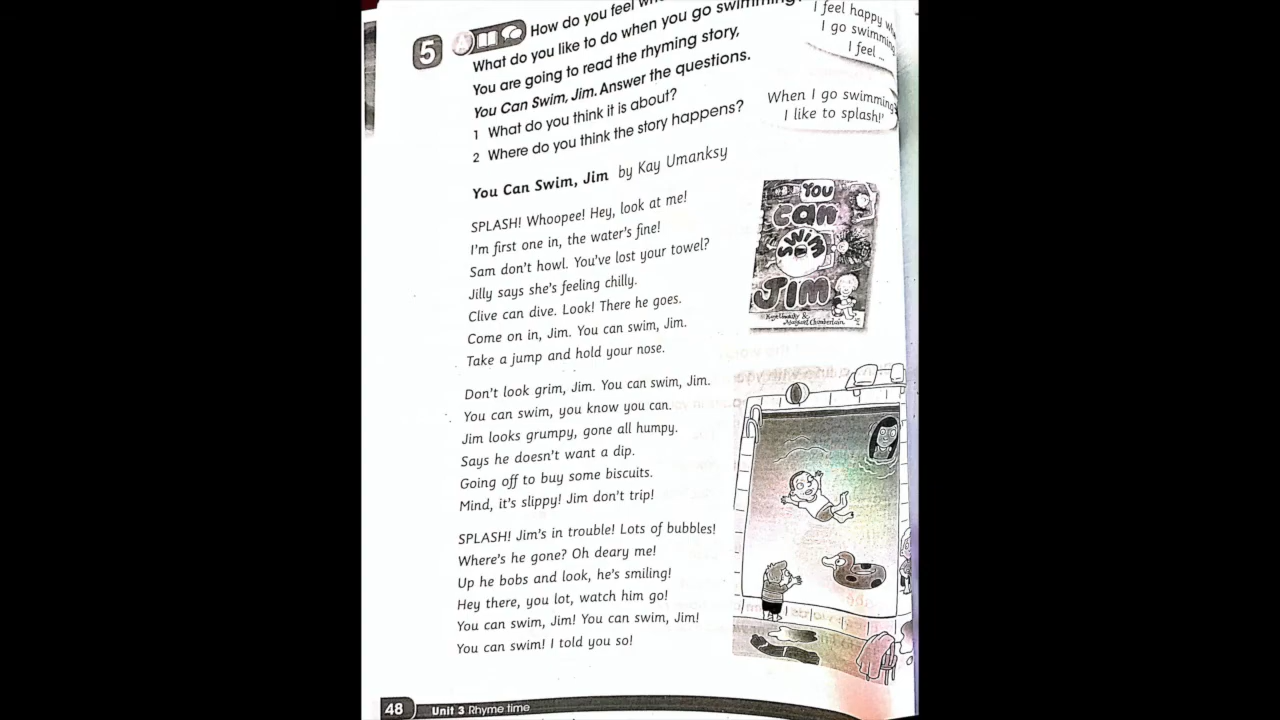 5
How do you feel
What do you like to do when you go swimming?
You are going to read the rhyming story,
You Can Swim, Jim. Answer the questions.
1 What do you think it is about?
2 Where do you think the story happens?
I feel happy
I go swimming.
I feel ...
When I go swimming,
I like to splash!
You Can Swim, Jim by Kay Umanksy
SPLASH! Whoopee! Hey, look at me!
I'm first one in, the water's fine!
Sam don't howl. You've lost your towel?
Jilly says she's feeling chilly.
Clive can dive. Look! There he goes.
Come on in, Jim. You can swim, Jim.
Take a jump and hold your nose.
Don't look grim, Jim. You can swim, Jim.
You can swim, you know you can.
Jim looks grumpy, gone all humpy.
Says he doesn't want a dip.
Going off to buy some biscuits.
Mind, it's slippy! Jim don't trip!
SPLASH! Jim's in trouble! Lots of bubbles!
Where's he gone? Oh deary me!
Up he bobs and look, he's smiling!
Hey there, you lot, watch him go!
You can swim, Jim! You can swim, Jim!
You can swim! I told you so!
YOU
can
SWIM
JIM
Kaye Umansky &
Margaret Chamberlain
48 Unit 3 Rhyme time